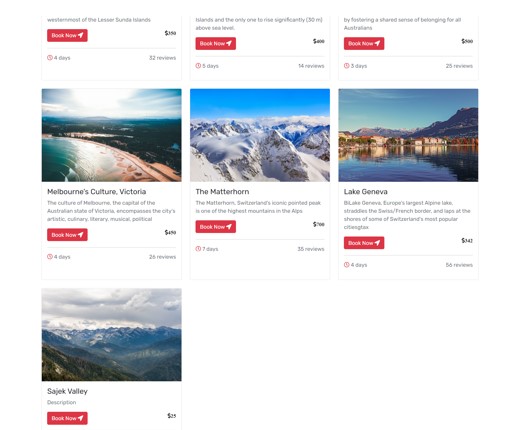 westernmost of the Lesser Sunda Islands
Book Now
$350
4 days
32 reviews
islands and the only one to rise significantly (30 m)
above sea level.
Book Now
$400
5 days
14 reviews
by fostering a shared sense of belonging for all
Australians
Book Now
$500
3 days
25 reviews
Melbourne's Culture, Victoria
The culture of Melbourne, the capital of the
Australian state of Victoria, encompasses the city's
artistic, culinary, literary, musical, political
Book Now
$450
4 days
26 reviews
The Matterhorn
The Matterhorn, Switzerland's iconic pointed peak
is one of the highest mountains in the Alps
Book Now
$700
7 days
35 reviews
Lake Geneva
BiLake Geneva, Europe's largest Alpine lake,
straddles the Swiss/French border, and laps at the
shores of some of Switzerland's most popular
citiesgtax
Book Now
$342
4 days
56 reviews
Sajek Valley
Description
Book Now
$25